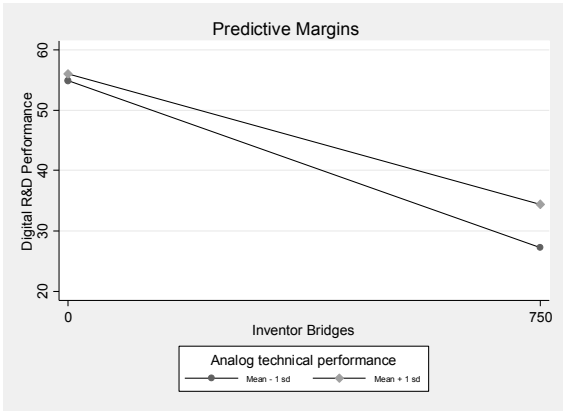 Predictive Margins
Digital R&D Performance
60
50
40
30
20
0
750
Inventor Bridges
Analog technical performance
Mean - 1 sd
Mean + 1 sd